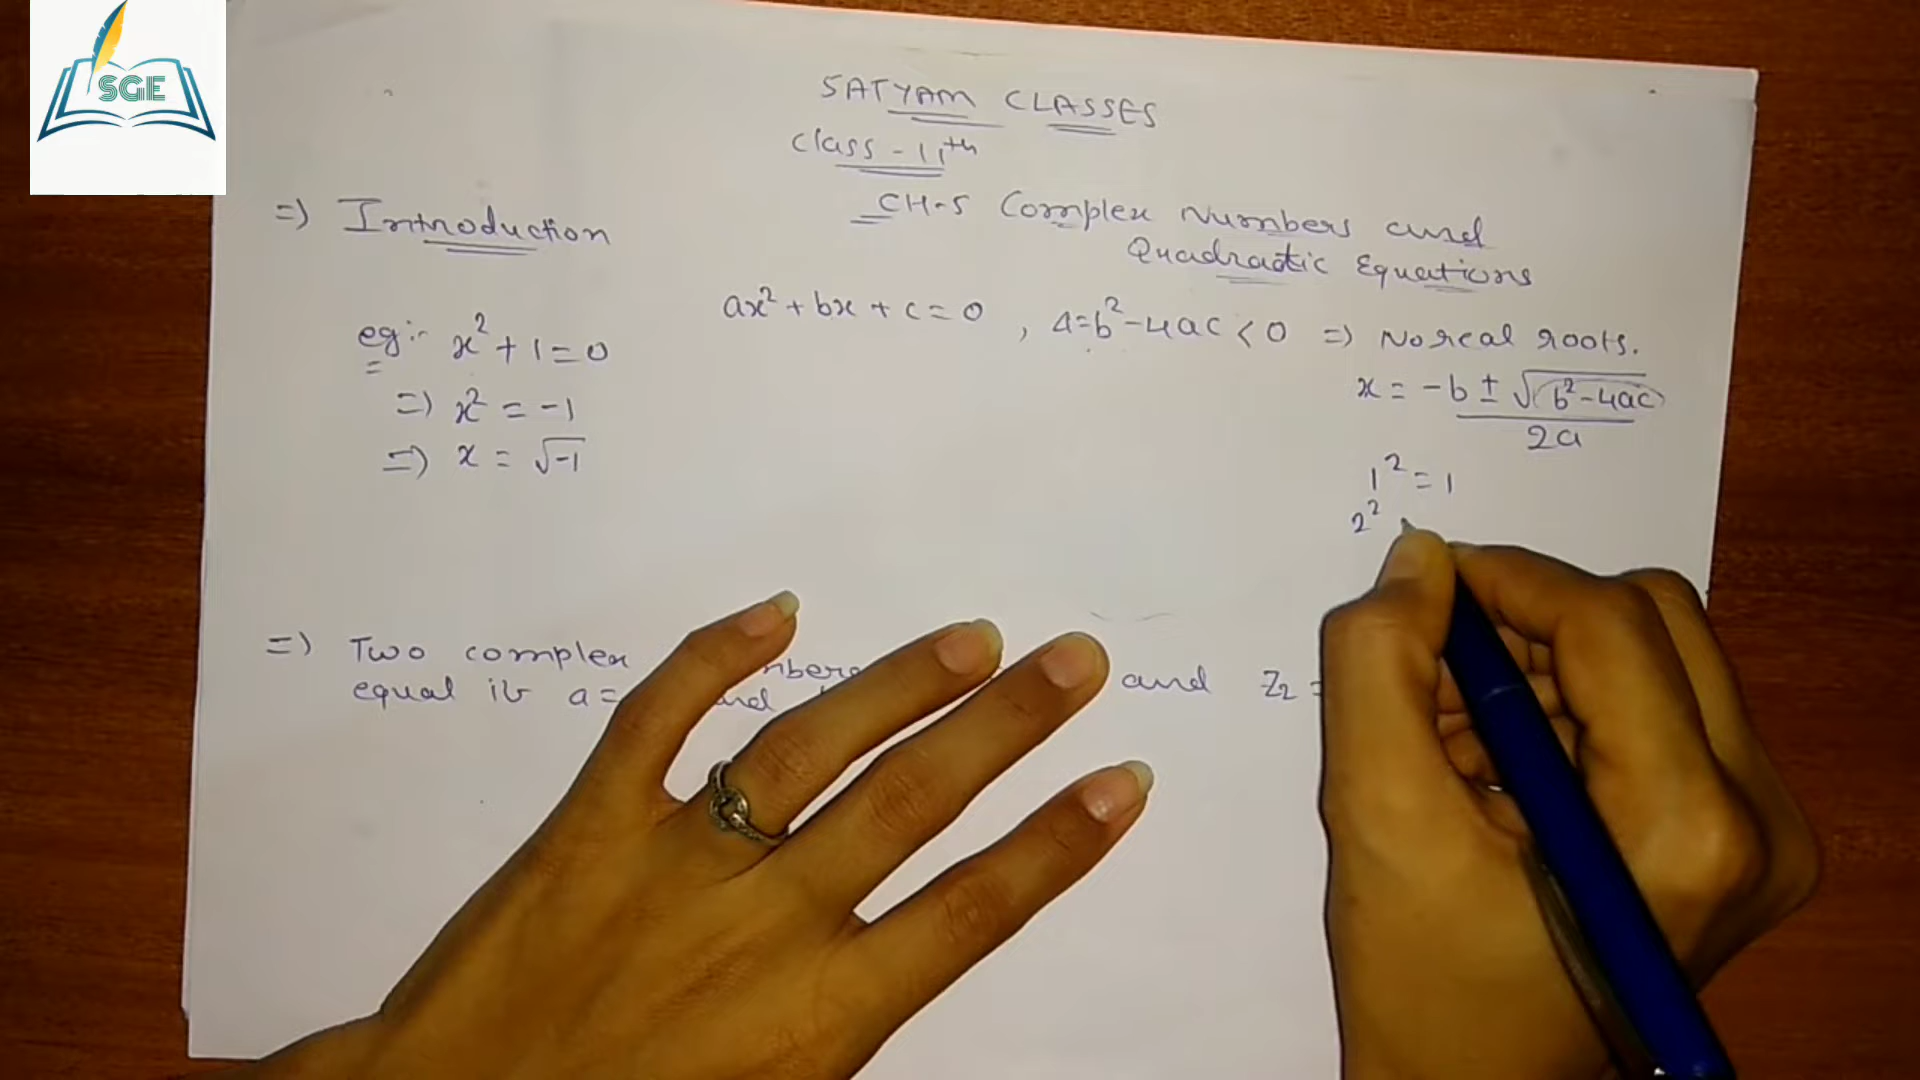 SGE
SATYAM CLASSES
Class - 11th
CH-5 Complex Numbers and
Quadratic Equations
=) Introduction
ax² + bx + c = 0 , Δ=b²-4ac < 0 => No real roots.
eg:- x² + 1 = 0
=) x² = -1
=) x = √-1
x = -b ± √(b²-4ac)
2a
1² = 1
2²
=) Two complex and Z₂ =
equal if a=